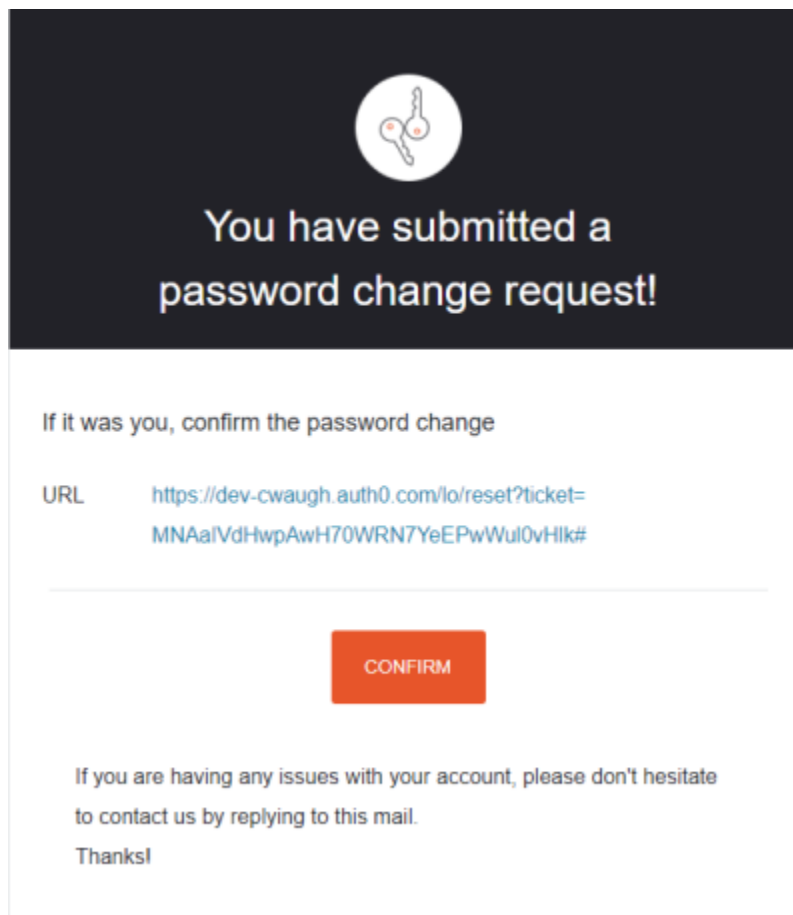 You have submitted a
password change request!
If it was you, confirm the password change
URL https://dev-cwaugh.auth0.com/lo/reset?ticket=
MNAaIVdHwpAwH70WRN7YeEPwWul0vHIk#
CONFIRM
If you are having any issues with your account, please don't hesitate
to contact us by replying to this mail.
Thanks!